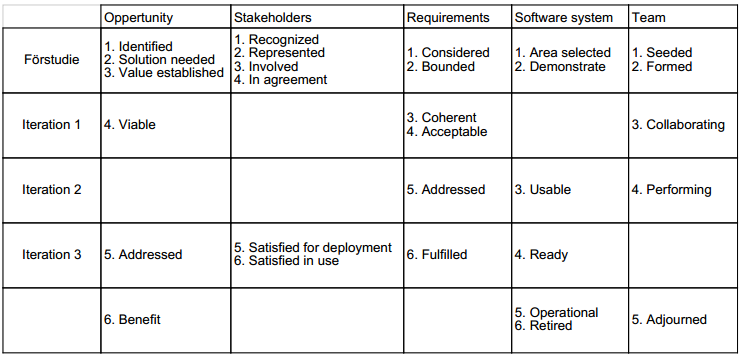 Oppertunity Stakeholders Requirements Software system Team
Förstudie
1. Identified
2. Solution needed
3. Value established
1. Recognized
2. Represented
3. Involved
4. In agreement
1. Considered
2. Bounded
1. Area selected
2. Demonstrate
1. Seeded
2. Formed
Iteration 1
4. Viable
3. Coherent
4. Acceptable
3. Collaborating
Iteration 2
5. Addressed
3. Usable
4. Performing
Iteration 3
5. Addressed
5. Satisfied for deployment
6. Satisfied in use
6. Fulfilled
4. Ready
6. Benefit
5. Operational
6. Retired
5. Adjourned